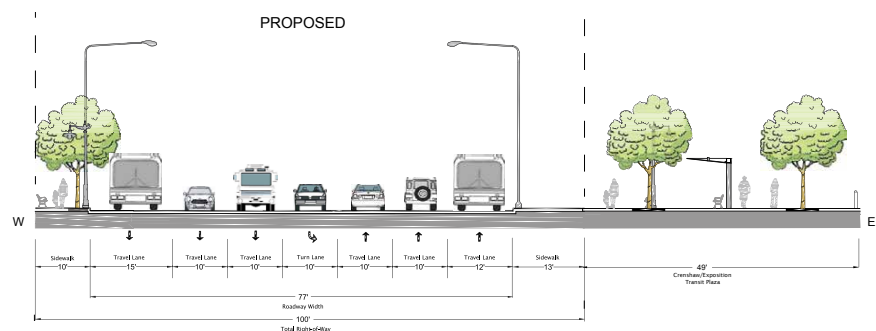 PROPOSED
W
E
Sidewalk
10'
Travel Lane
15'
Travel Lane
10'
Travel Lane
10'
Turn Lane
10'
Travel Lane
10'
Travel Lane
10'
Travel Lane
12'
Sidewalk
13'
49'
Crenshaw/Exposition
Transit Plaza
77'
Roadway Width
100'
Total Right-of-Way